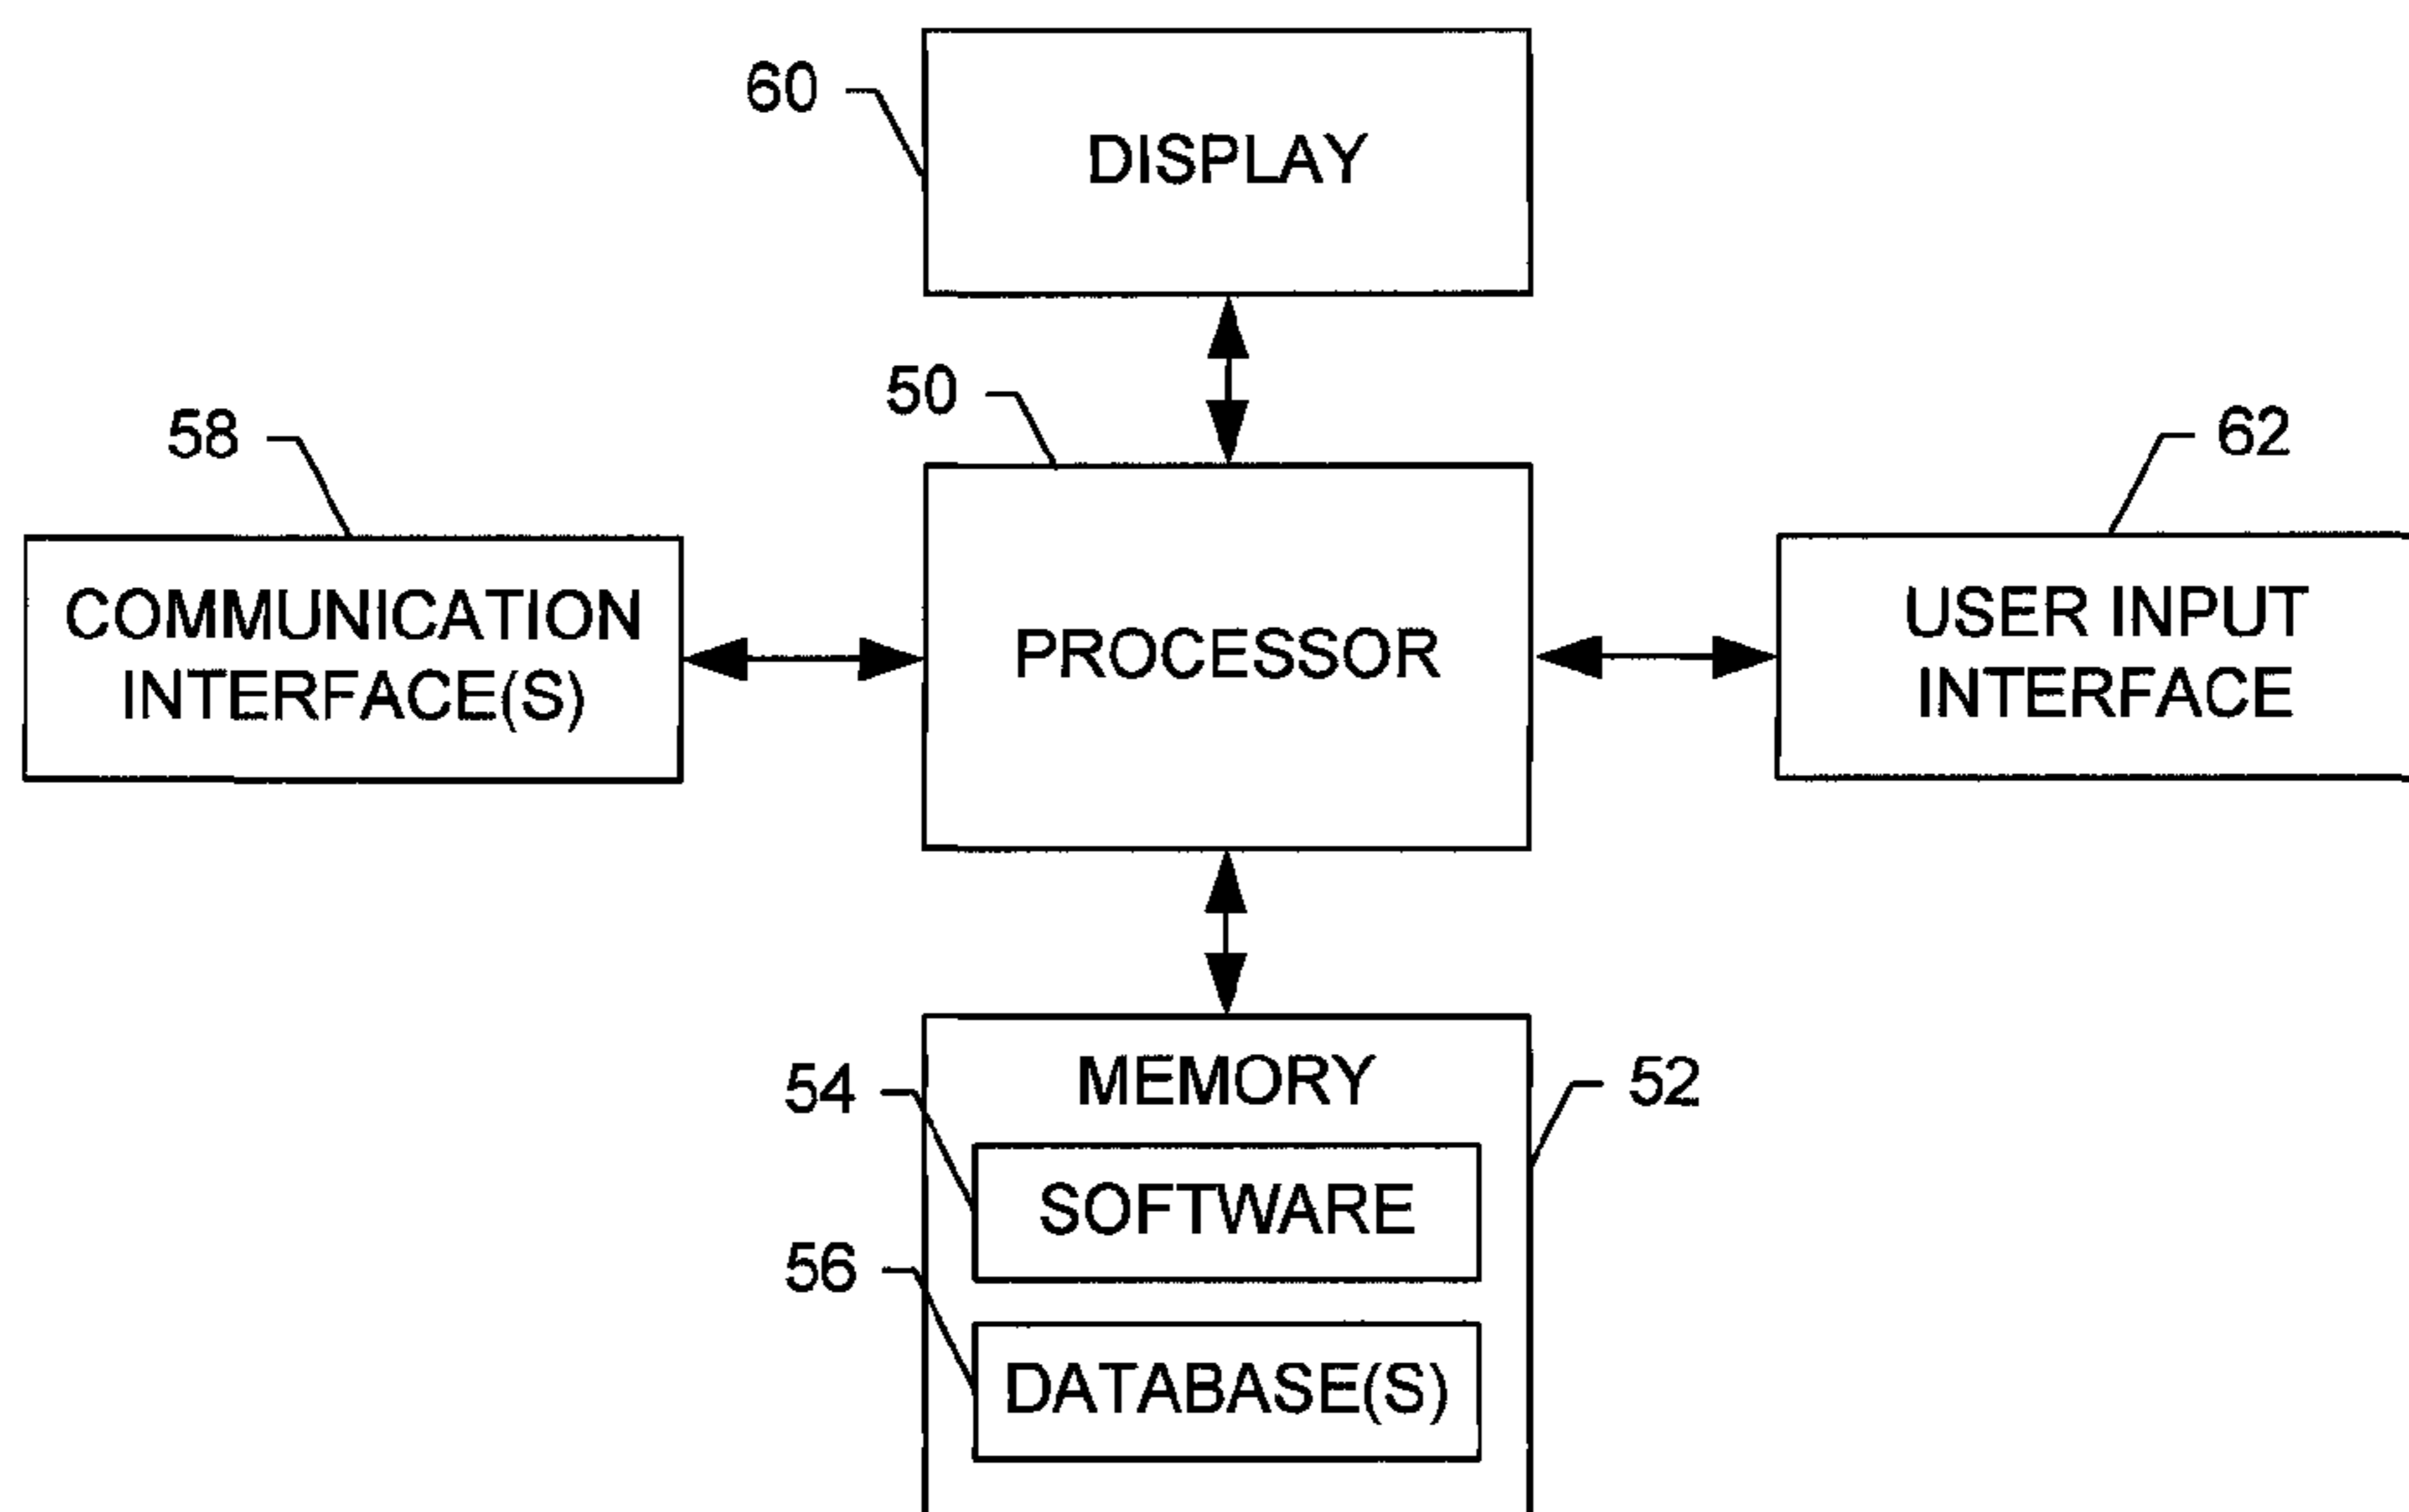 60
DISPLAY
50
58
62
COMMUNICATION
INTERFACE(S)
PROCESSOR
USER INPUT
INTERFACE
54
MEMORY
52
SOFTWARE
56
DATABASE(S)